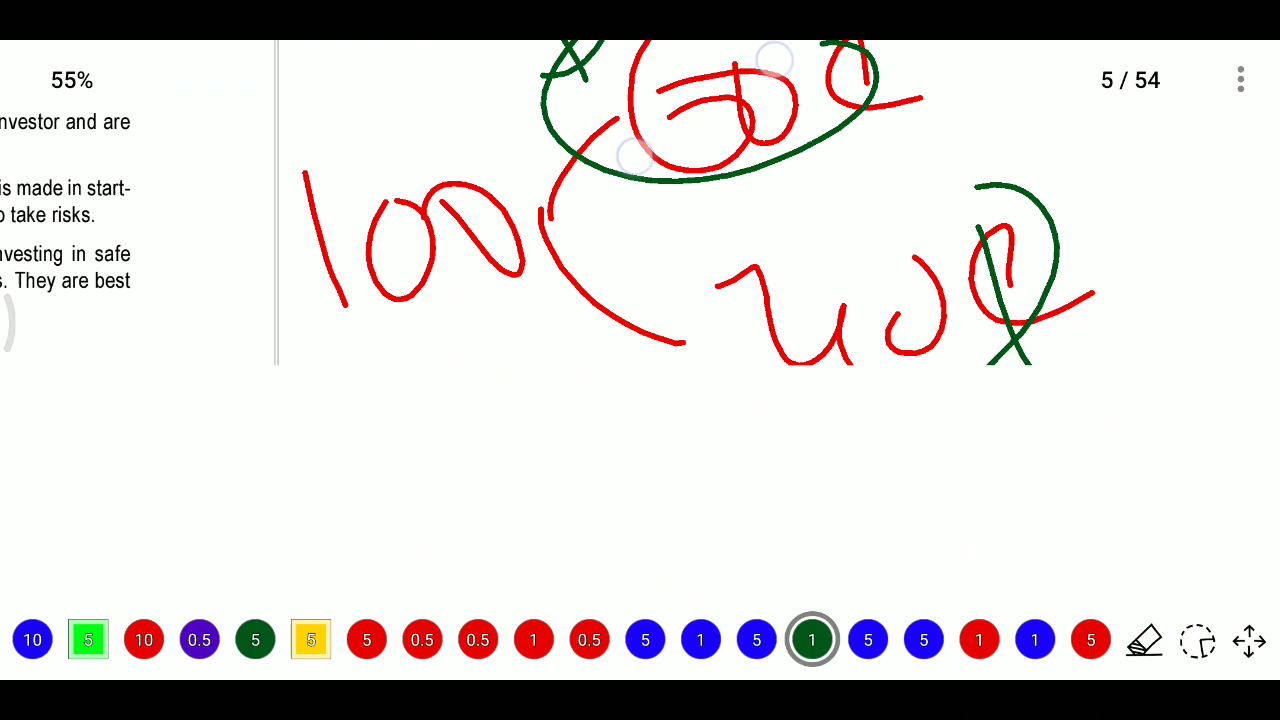 55%
5 / 54
nvestor and are
is made in start-
o take risks.
nvesting in safe
s. They are best
100
10 5 10 0.5 5 5 5 0.5 0.5 1 0.5 5 1 5 1 5 5 1 1 5